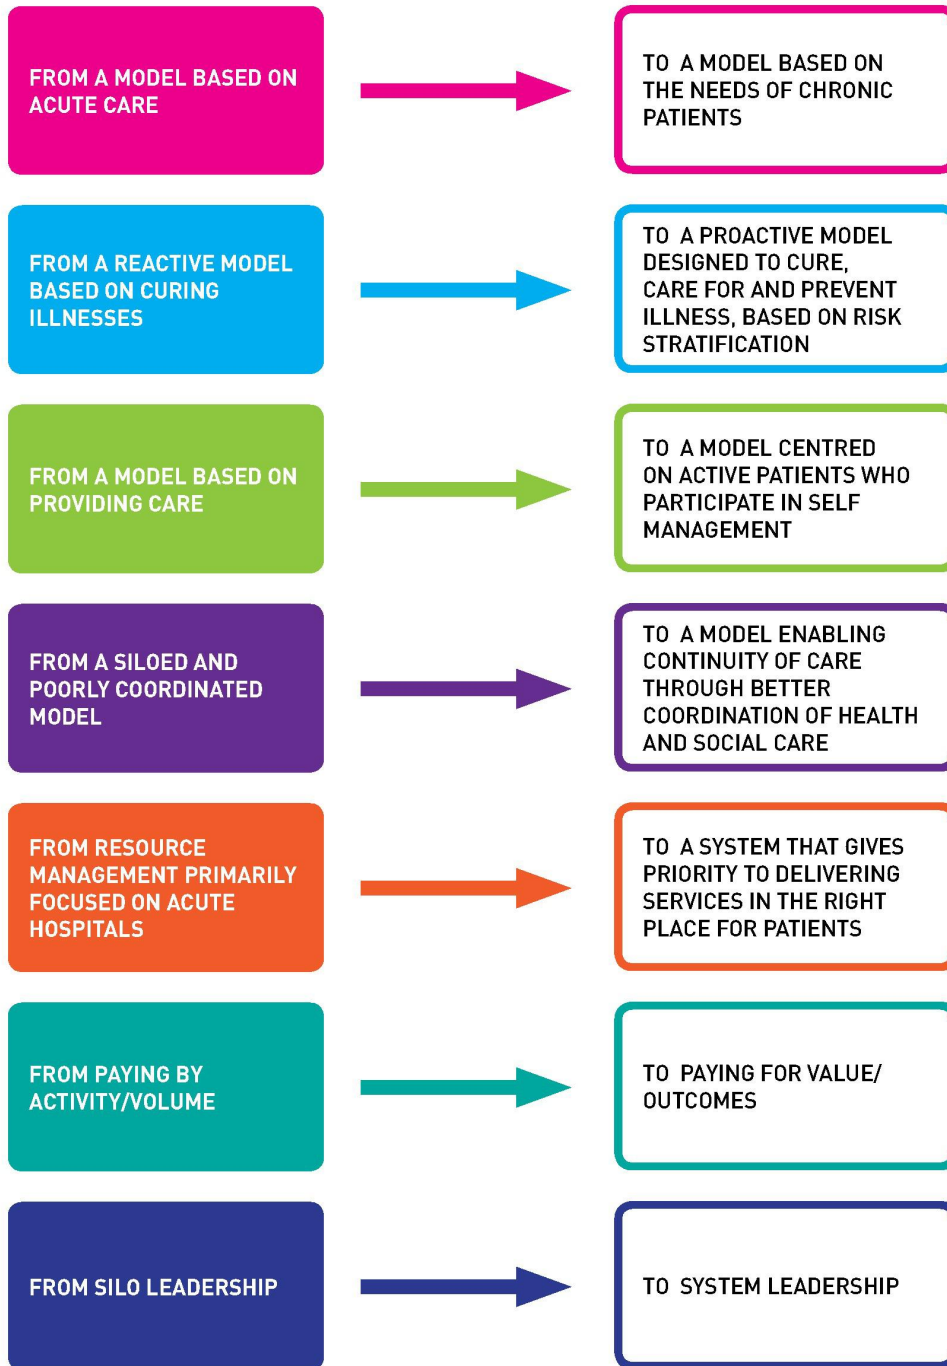 FROM A MODEL BASED ON
ACUTE CARE
TO A MODEL BASED ON
THE NEEDS OF CHRONIC
PATIENTS
FROM A REACTIVE MODEL
BASED ON CURING
ILLNESSES
TO A PROACTIVE MODEL
DESIGNED TO CURE,
CARE FOR AND PREVENT
ILLNESS, BASED ON RISK
STRATIFICATION
FROM A MODEL BASED ON
PROVIDING CARE
TO A MODEL CENTRED
ON ACTIVE PATIENTS WHO
PARTICIPATE IN SELF
MANAGEMENT
FROM A SILOED AND
POORLY COORDINATED
MODEL
TO A MODEL ENABLING
CONTINUITY OF CARE
THROUGH BETTER
COORDINATION OF HEALTH
AND SOCIAL CARE
FROM RESOURCE
MANAGEMENT PRIMARILY
FOCUSED ON ACUTE
HOSPITALS
TO A SYSTEM THAT GIVES
PRIORITY TO DELIVERING
SERVICES IN THE RIGHT
PLACE FOR PATIENTS
FROM PAYING BY
ACTIVITY/VOLUME
TO PAYING FOR VALUE/
OUTCOMES
FROM SILO LEADERSHIP
TO SYSTEM LEADERSHIP